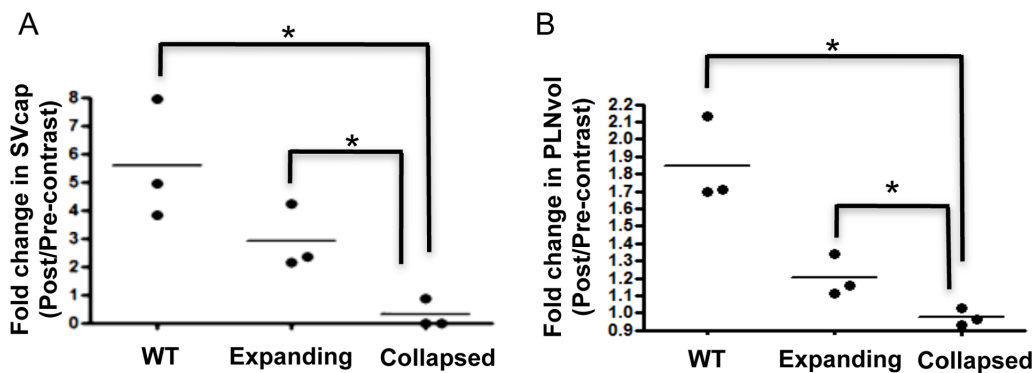 A
*
*
Fold change in SVcap
(Post/Pre-contrast)
8
7
6
5
4
3
2
1
0
WT
Expanding
Collapsed
B
*
*
Fold change in PLNvol
(Post/Pre-contrast)
2.2
2.1
2.0
1.9
1.8
1.7
1.6
1.5
1.4
1.3
1.2
1.1
1.0
0.9
WT
Expanding
Collapsed